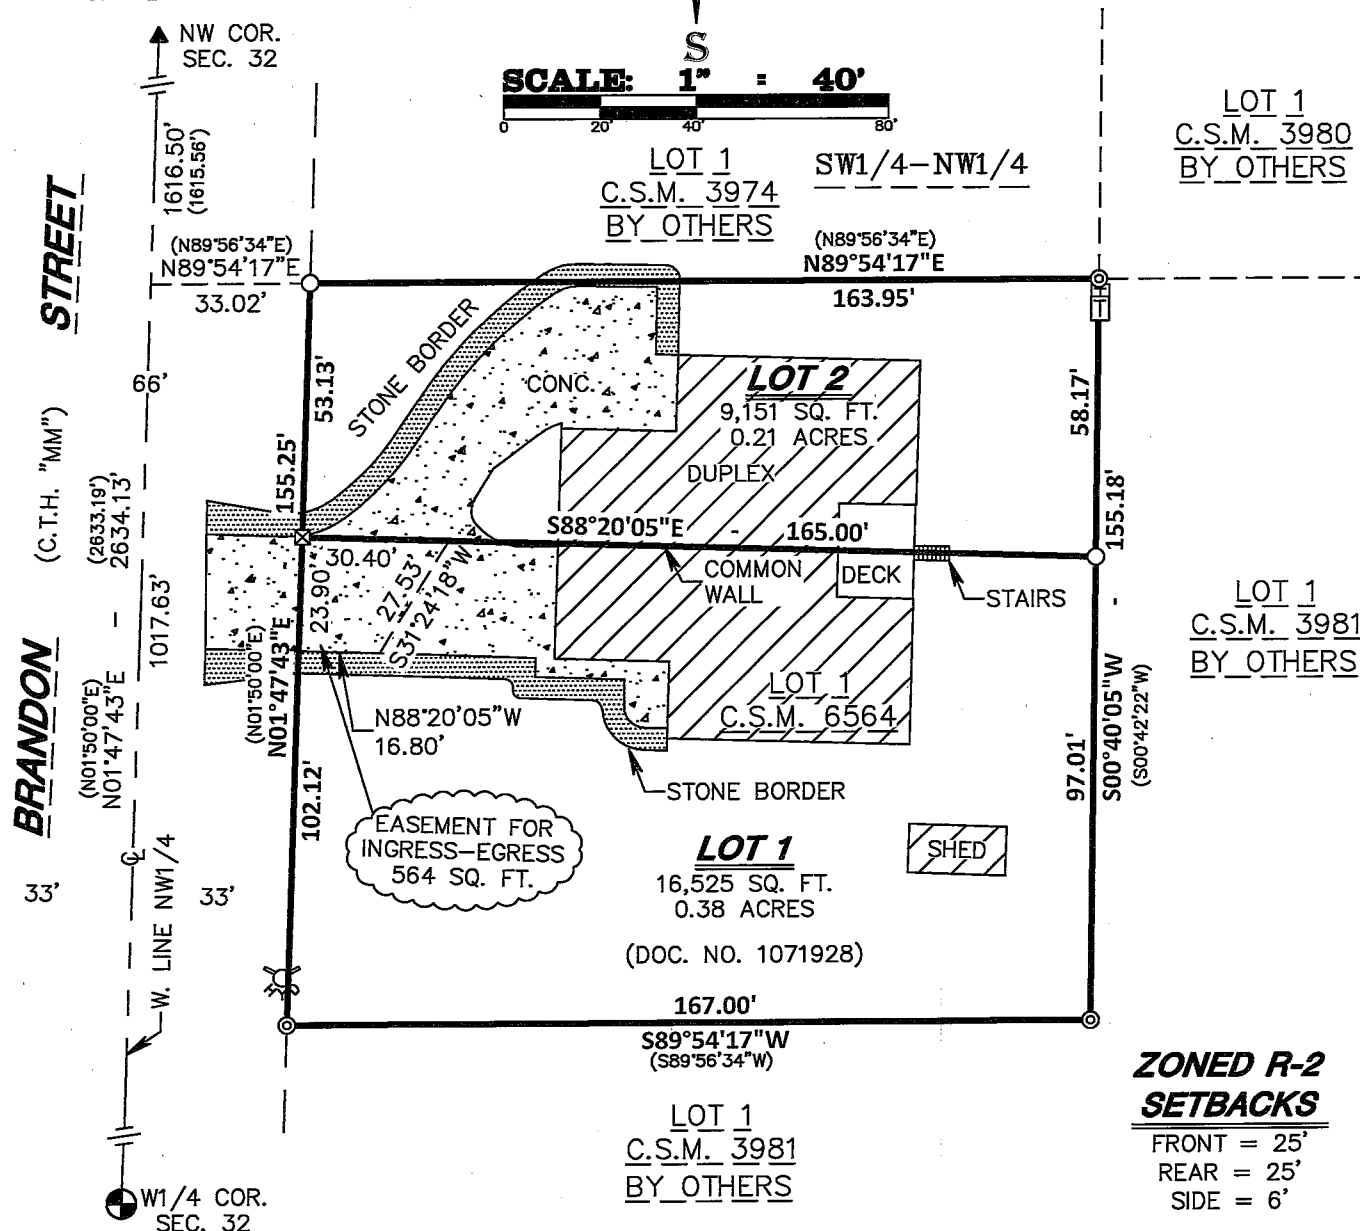 NW COR.
SEC. 32
S
SCALE: 1" = 40'
0 20' 40' 80'
1616.50'
(1615.56')
LOT 1
C.S.M. 3974
BY OTHERS
SW1/4-NW1/4
LOT 1
C.S.M. 3980
BY OTHERS
BRANDON STREET
(C.T.H. "MM")
(N89°56'34"E)
N89°54'17"E
33.02'
(N89°56'34"E)
N89°54'17"E
163.95'
T
STONE BORDER
CONC.
53.13'
155.25'
66'
LOT 2
9,151 SQ. FT.
0.21 ACRES
DUPLEX
58.17'
155.18'
(2633.19')
2634.13'
1017.63'
S88°20'05"E - 165.00'
30.40'
23.90'
27.53'
S31°24'18"W
COMMON
WALL
DECK
STAIRS
LOT 1
C.S.M. 3981
BY OTHERS
(N01°50'00"E)
N01°47'43"E
(N01°50'00"E)
N01°47'43"E -
N88°20'05"W
16.80'
LOT 1
C.S.M. 6564
STONE BORDER
97.01'
S00°40'05"W -
(S00°42'22"W)
102.12'
EASEMENT FOR
INGRESS-EGRESS
564 SQ. FT.
LOT 1
16,525 SQ. FT.
0.38 ACRES
SHED
(DOC. NO. 1071928)
33'
33'
W. LINE NW1/4
167.00'
S89°54'17"W
(S89°56'34"W)
LOT 1
C.S.M. 3981
BY OTHERS
ZONED R-2
SETBACKS
FRONT = 25'
REAR = 25'
SIDE = 6'
W1/4 COR.
SEC. 32